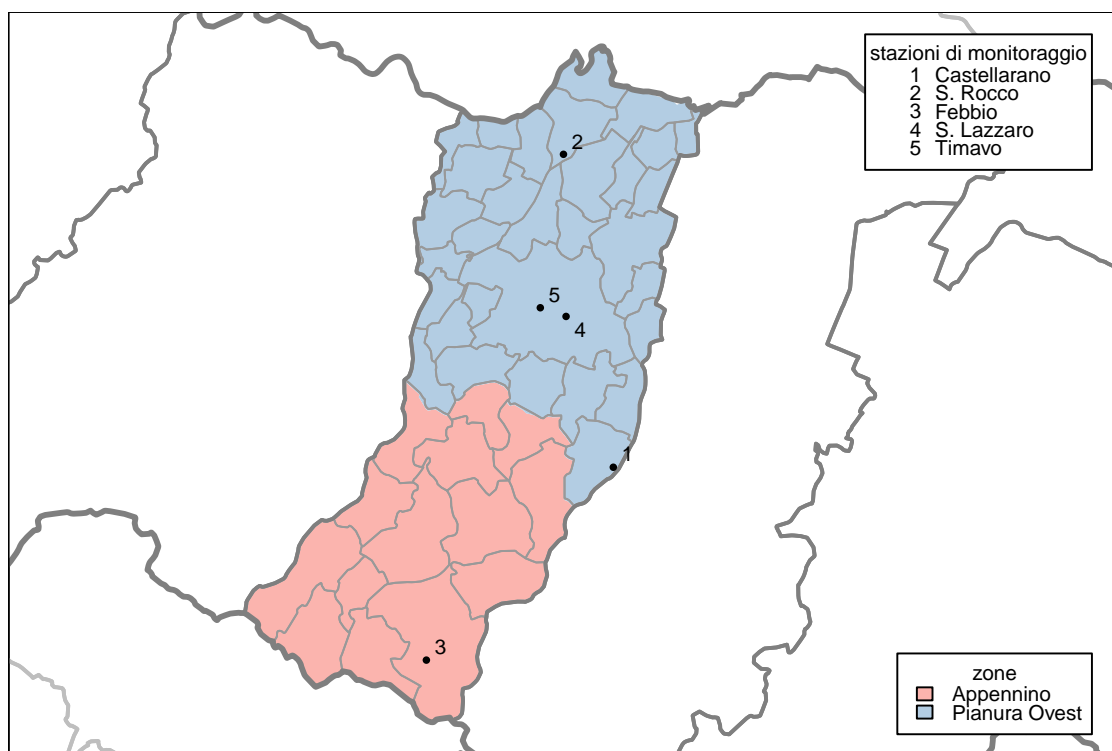 stazioni di monitoraggio
1 Castellarano
2 S. Rocco
3 Febbio
4 S. Lazzaro
5 Timavo
2
5
4
1
3
zone
Appennino
Pianura Ovest